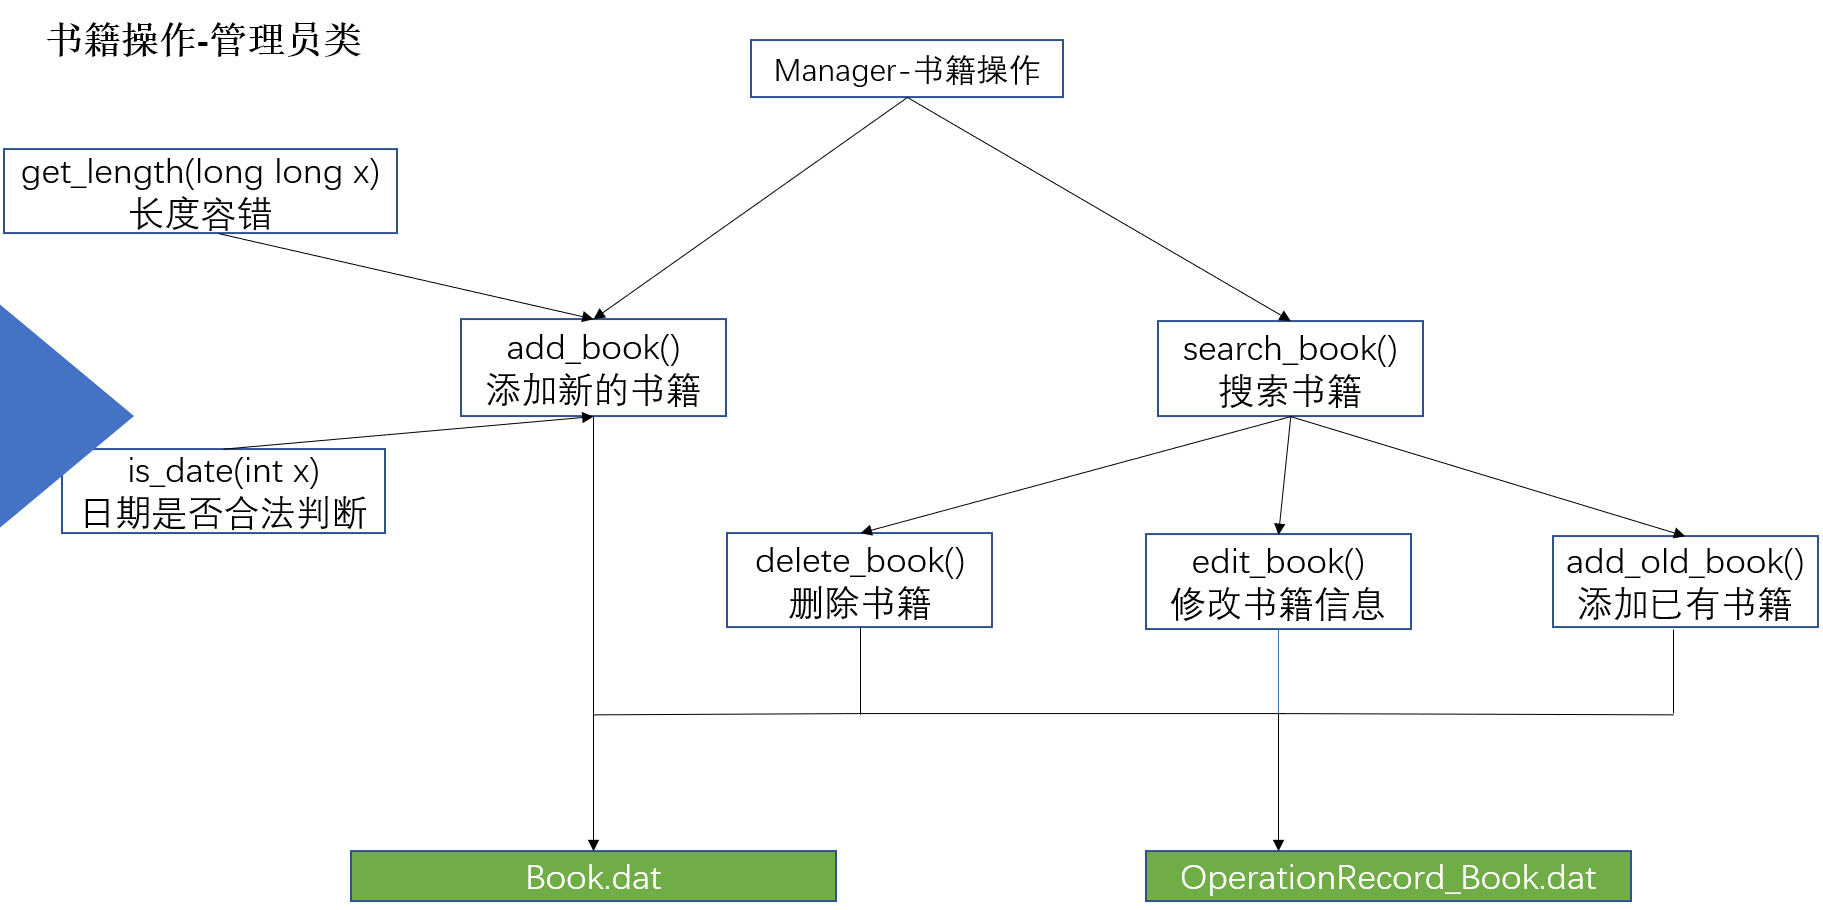 书籍操作-管理员类
Manager-书籍操作
get_length(long long x)
长度容错
add_book()
添加新的书籍
search_book()
搜索书籍
is_date(int x)
日期是否合法判断
delete_book()
删除书籍
edit_book()
修改书籍信息
add_old_book()
添加已有书籍
Book.dat
OperationRecord_Book.dat